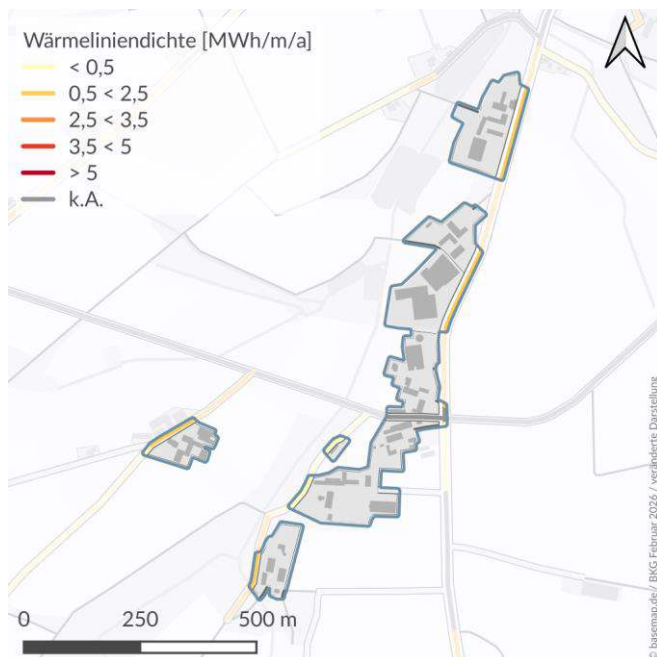 Wärmeliniendichte [MWh/m/a]
< 0,5
0,5 < 2,5
2,5 < 3,5
3,5 < 5
> 5
k.A.
0 250 500 m
© basemap.de / BKG Februar 2026 / veränderte Darstellung